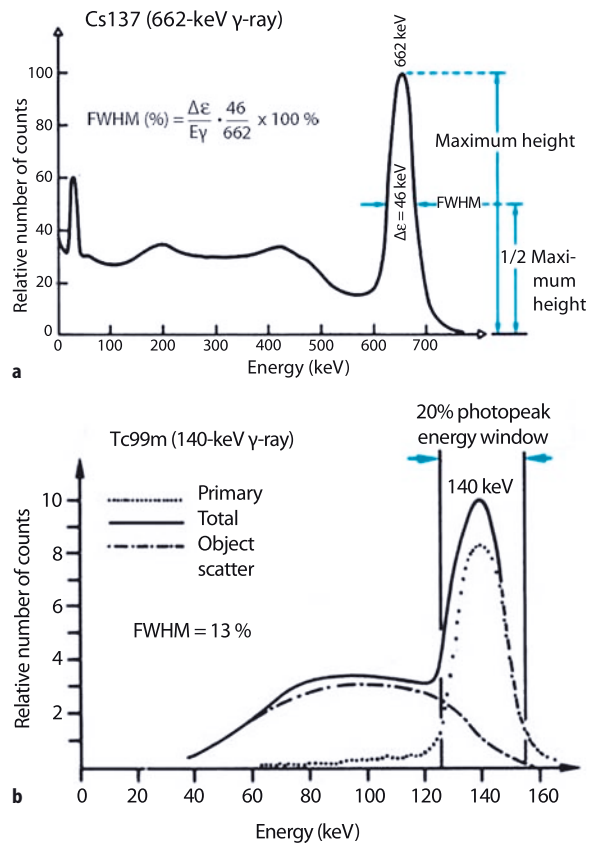 Cs137 (662-keV γ-ray)
Relative number of counts
100
80
60
40
20
0
FWHM (%) = Δε/Eγ · 46/662 x 100 %
662 keV
Δε = 46 keV
Maximum height
FWHM
1/2 Maxi-
mum
height
0 100 200 300 400 500 600 700
Energy (keV)
a
20% photopeak
energy window
Tc99m (140-keV γ-ray)
140 keV
Primary
Total
Object
scatter
FWHM = 13 %
Relative number of counts
10
8
6
4
2
0 20 40 60 80 100 120 140 160
Energy (keV)
b